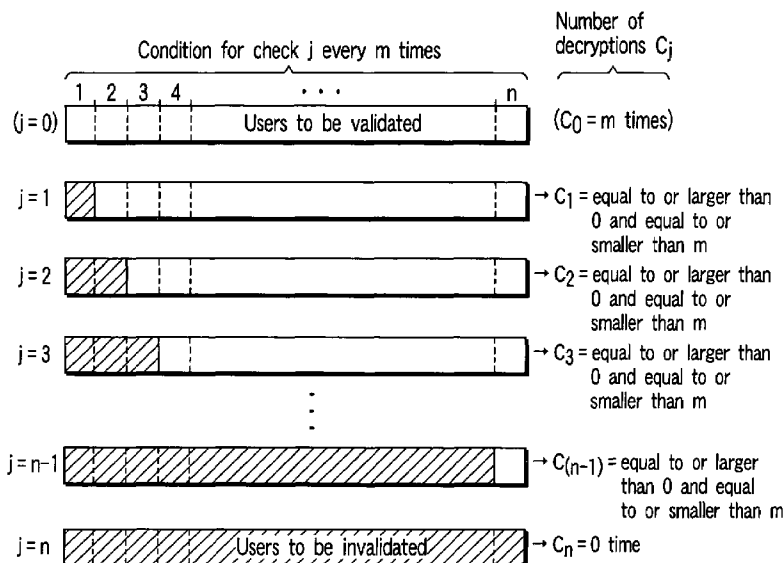 Number of
decryptions Cj
Condition for check j every m times
1 2 3 4 ··· n
(j=0) Users to be validated (C0=m times)
j=1 → C1=equal to or larger than
0 and equal to or
smaller than m
j=2 → C2=equal to or larger than
0 and equal to or
smaller than m
j=3 → C3=equal to or larger than
0 and equal to or
smaller than m
j=n-1 → C(n-1)=equal to or larger
than 0 and equal
to or smaller than m
j=n Users to be invalidated → Cn=0 time